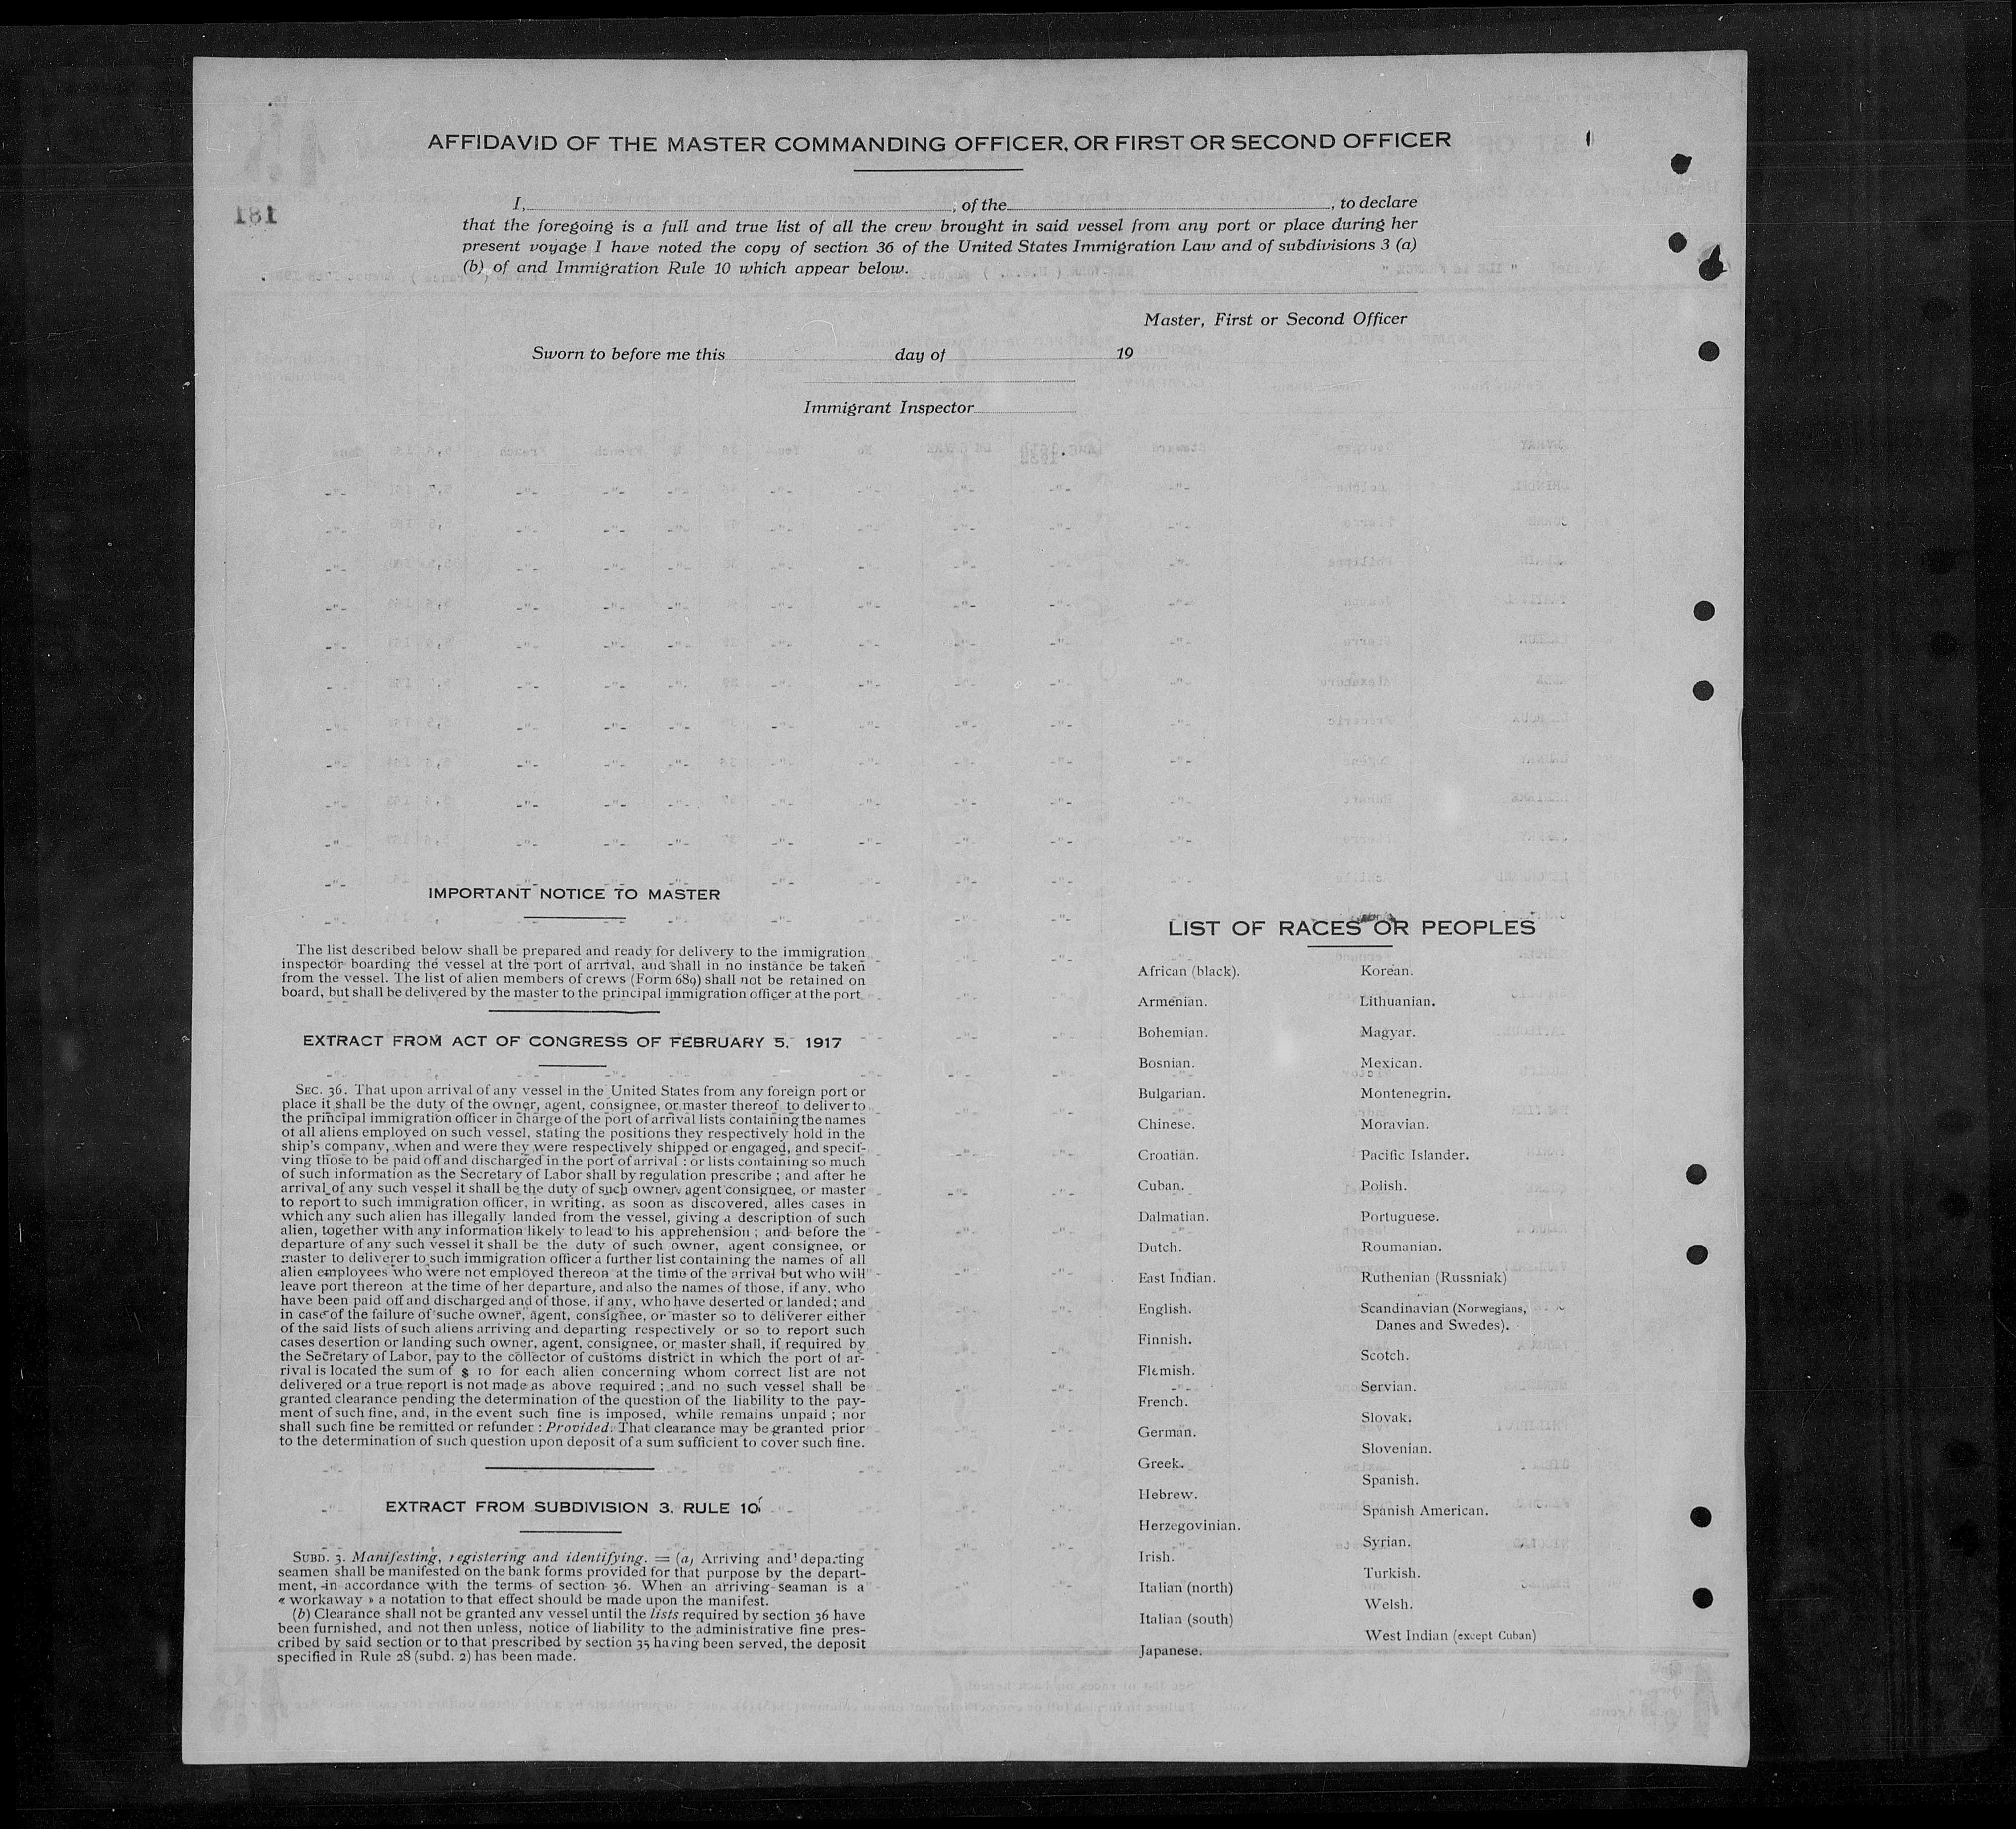 AFFIDAVID OF THE MASTER COMMANDING OFFICER, OR FIRST OR SECOND OFFICER
181
I, , of the , to declare
that the foregoing is a full and true list of all the crew brought in said vessel from any port or place during her
present voyage I have noted the copy of section 36 of the United States Immigration Law and of subdivisions 3 (a)
(b) of and Immigration Rule 10 which appear below.
Master, First or Second Officer
Sworn to before me this day of 19
Immigrant Inspector
IMPORTANT NOTICE TO MASTER
The list described below shall be prepared and ready for delivery to the immigration
inspector boarding the vessel at the port of arrival, and shall in no instance be taken
from the vessel. The list of alien members of crews (Form 689) shall not be retained on
board, but shall be delivered by the master to the principal immigration officer at the port
EXTRACT FROM ACT OF CONGRESS OF FEBRUARY 5, 1917
SEC. 36. That upon arrival of any vessel in the United States from any foreign port or
place it shall be the duty of the owner, agent, consignee, or master thereof to deliver to
the principal immigration officer in charge of the port of arrival lists containing the names
of all aliens employed on such vessel, stating the positions they respectively hold in the
ship's company, when and were they were respectively shipped or engaged, and specif-
ying those to be paid off and discharged in the port of arrival : or lists containing so much
of such information as the Secretary of Labor shall by regulation prescribe ; and after he
arrival of any such vessel it shall be the duty of such owner, agent consignee, or master
to report to such immigration officer, in writing, as soon as discovered, alles cases in
which any such alien has illegally landed from the vessel, giving a description of such
alien, together with any information likely to lead to his apprehension ; and before the
departure of any such vessel it shall be the duty of such owner, agent consignee, or
master to deliverer to such immigration officer a further list containing the names of all
alien employees who were not employed thereon at the time of the arrival but who will
leave port thereon at the time of her departure, and also the names of those, if any, who
have been paid off and discharged and of those, if any, who have deserted or landed; and
in case of the failure of suche owner, agent, consignee, or master so to deliverer either
of the said lists of such aliens arriving and departing respectively or so to report such
cases desertion or landing such owner, agent, consignee, or master shall, if required by
the Secretary of Labor, pay to the collector of customs district in which the port of ar-
rival is located the sum of $ 10 for each alien concerning whom correct list are not
delivered or a true report is not made as above required ; and no such vessel shall be
granted clearance pending the determination of the question of the liability to the pay-
ment of such fine, and, in the event such fine is imposed, while remains unpaid ; nor
shall such fine be remitted or refunder : Provided. That clearance may be granted prior
to the determination of such question upon deposit of a sum sufficient to cover such fine.
EXTRACT FROM SUBDIVISION 3, RULE 10
SUBD. 3. Manifesting, registering and identifying. = (a) Arriving and departing
seamen shall be manifested on the bank forms provided for that purpose by the depart-
ment, in accordance with the terms of section 36. When an arriving seaman is a
« workaway » a notation to that effect should be made upon the manifest.
(b) Clearance shall not be granted any vessel until the lists required by section 36 have
been furnished, and not then unless, notice of liability to the administrative fine pres-
cribed by said section or to that prescribed by section 35 having been served, the deposit
specified in Rule 28 (subd. 2) has been made.
LIST OF RACES OR PEOPLES
African (black).
Armenian.
Bohemian.
Bosnian.
Bulgarian.
Chinese.
Croatian.
Cuban.
Dalmatian.
Dutch.
East Indian.
English.
Finnish.
Flemish.
French.
German.
Greek.
Hebrew.
Herzegovinian.
Irish.
Italian (north)
Italian (south)
Japanese.
Korean.
Lithuanian.
Magyar.
Mexican.
Montenegrin.
Moravian.
Pacific Islander.
Polish.
Portuguese.
Roumanian.
Ruthenian (Russniak)
Scandinavian (Norwegians,
Danes and Swedes).
Scotch.
Servian.
Slovak.
Slovenian.
Spanish.
Spanish American.
Syrian.
Turkish.
Welsh.
West Indian (except Cuban)